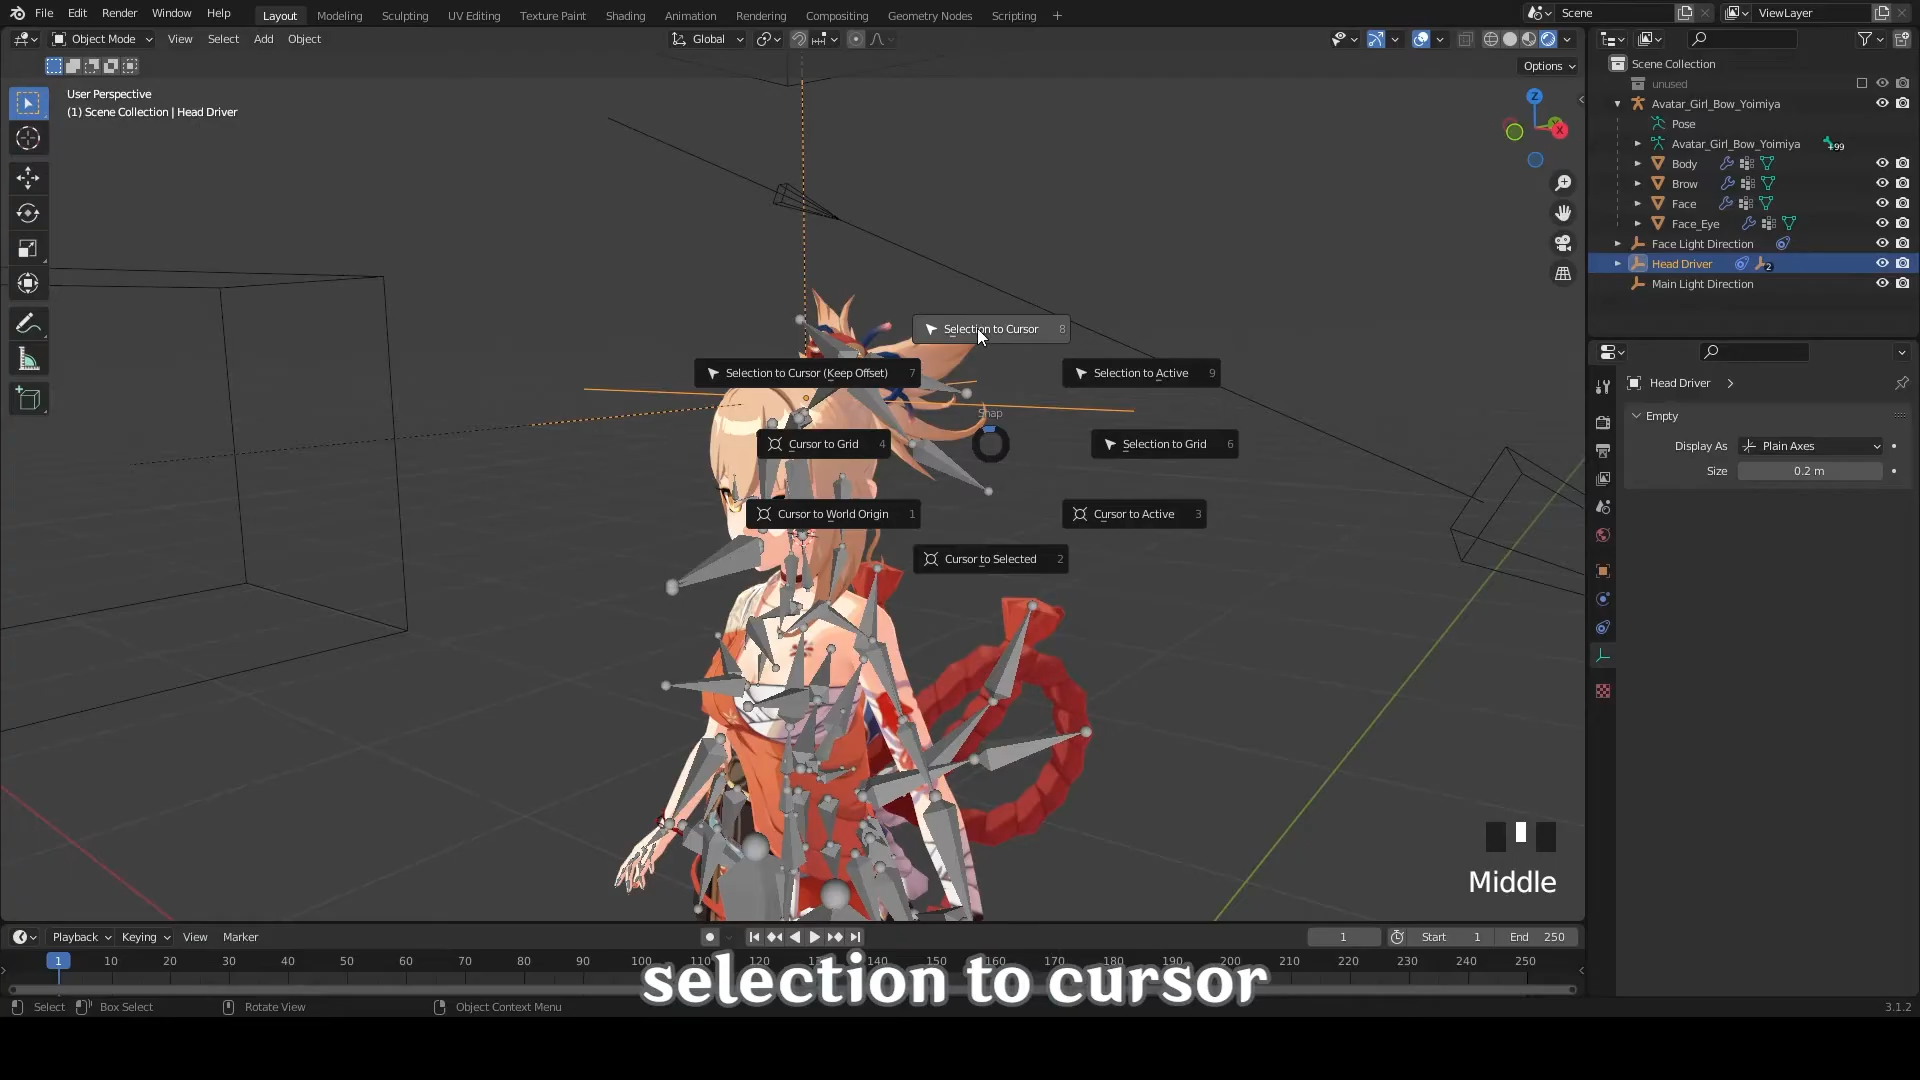 File Edit Render Window Help Layout Modeling Sculpting UV Editing Texture Paint Shading Animation Rendering Compositing Geometry Nodes Scripting + Scene ViewLayer
Object Mode View Select Add Object Global
Options
User Perspective
(1) Scene Collection | Head Driver
Z
X
Scene Collection
unused
Avatar_Girl_Bow_Yoimiya
Pose
Avatar_Girl_Bow_Yoimiya 99
Body
Brow
Face
Face_Eye
Face Light Direction
Head Driver 2
Main Light Direction
Head Driver
Empty
Display As Plain Axes
Size 0.2 m
Selection to Cursor 8
Selection to Cursor (Keep Offset) 7
Selection to Active 9
Snap
Cursor to Grid 4
Selection to Grid 6
Cursor to World Origin 1
Cursor to Active 3
Cursor to Selected 2
Middle
Playback Keying View Marker 1 Start 1 End 250
1 10 20 30 40 50 60 70 80 90 100 110 120 130 140 150 160 170 180 190 200 210 220 230 240 250
selection to cursor
Select Box Select Rotate View Object Context Menu 3.1.2